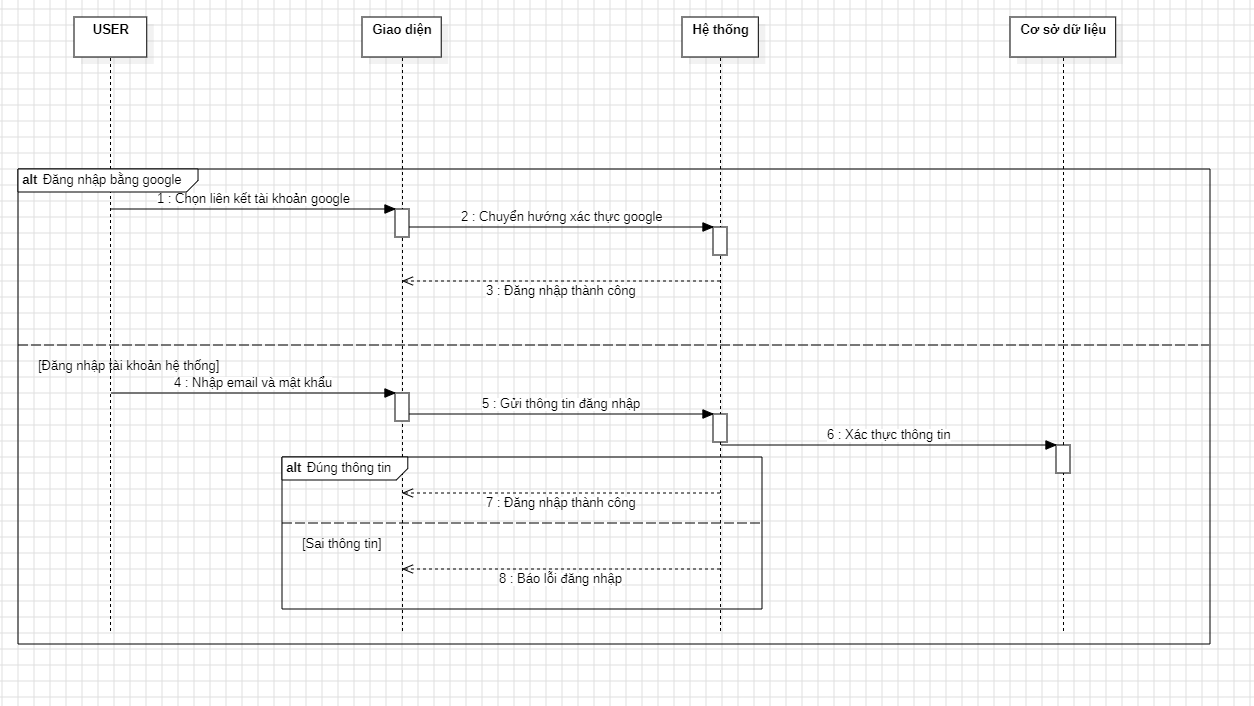 USER
Giao diện
Hệ thống
Cơ sở dữ liệu
alt Đăng nhập bằng google
1 : Chọn liên kết tài khoản google
2 : Chuyển hướng xác thực google
3 : Đăng nhập thành công
[Đăng nhập tài khoản hệ thống]
4 : Nhập email và mật khẩu
5 : Gửi thông tin đăng nhập
6 : Xác thực thông tin
alt Đúng thông tin
7 : Đăng nhập thành công
[Sai thông tin]
8 : Báo lỗi đăng nhập